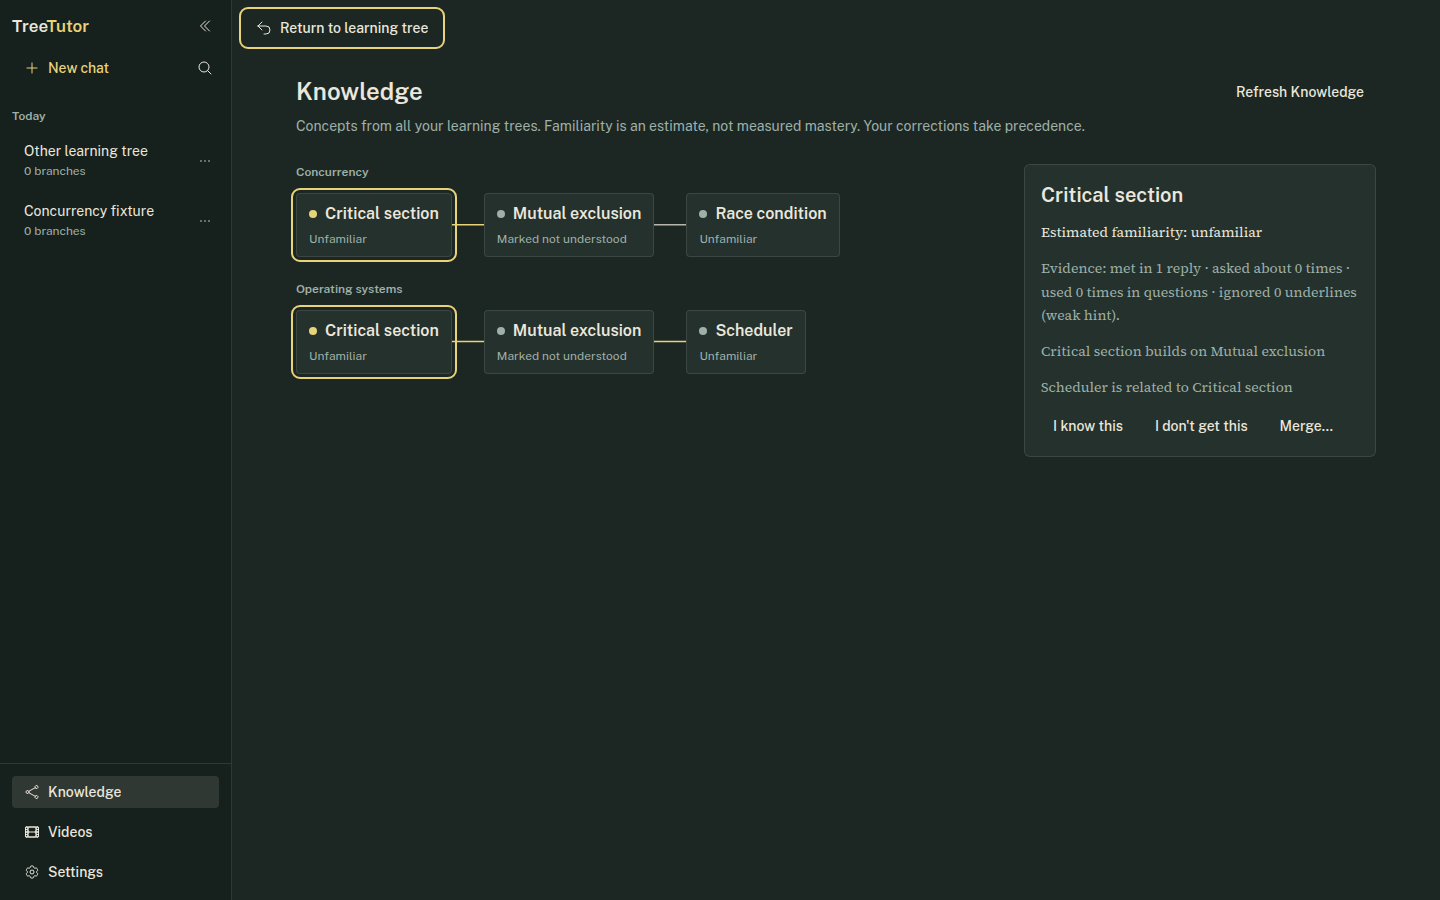 TreeTutor
New chat
Today
Other learning tree
0 branches
...
Concurrency fixture
0 branches
...
Knowledge
Videos
Settings
Return to learning tree
Knowledge
Refresh Knowledge
Concepts from all your learning trees. Familiarity is an estimate, not measured mastery. Your corrections take precedence.
Concurrency
Critical section
Unfamiliar
Mutual exclusion
Marked not understood
Race condition
Unfamiliar
Operating systems
Critical section
Unfamiliar
Mutual exclusion
Marked not understood
Scheduler
Unfamiliar
Critical section
Estimated familiarity: unfamiliar
Evidence: met in 1 reply · asked about 0 times ·
used 0 times in questions · ignored 0 underlines
(weak hint).
Critical section builds on Mutual exclusion
Scheduler is related to Critical section
I know this
I don't get this
Merge...